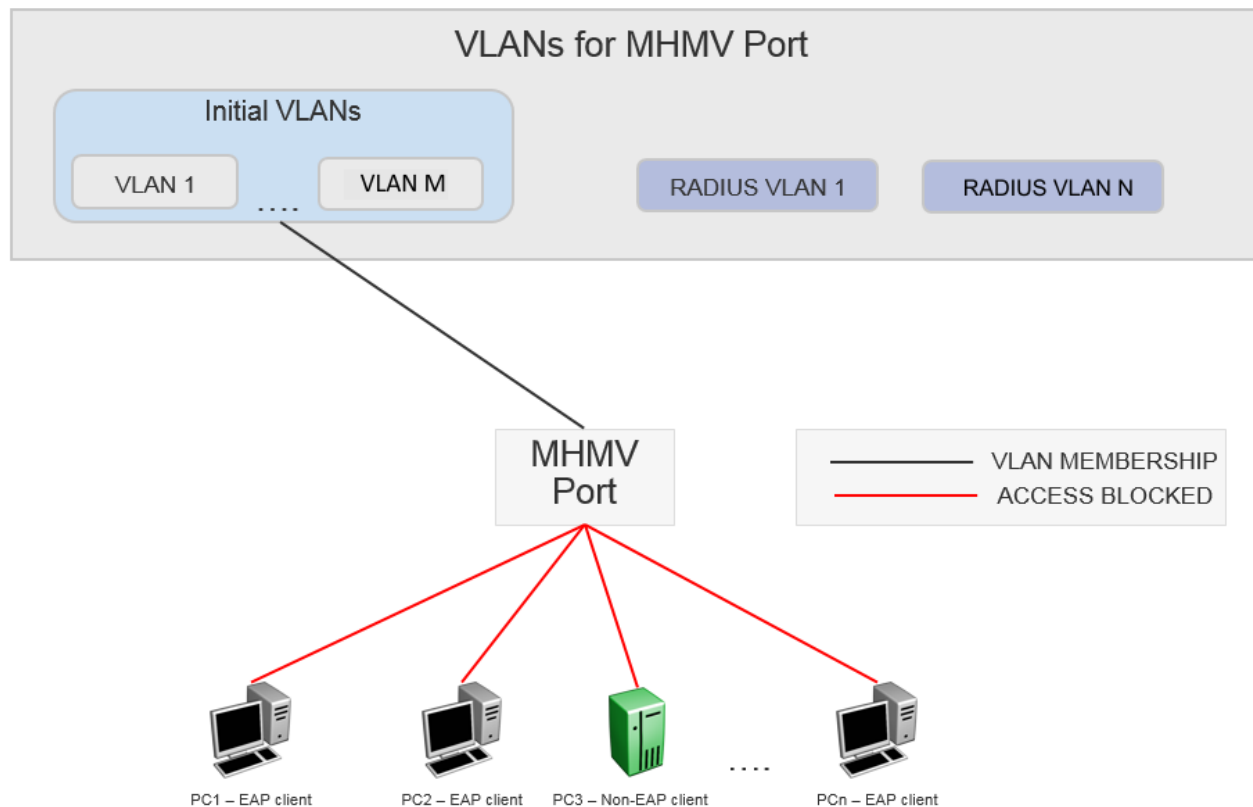 VLANs for MHMV Port
Initial VLANs
VLAN 1
....
VLAN M
RADIUS VLAN 1
RADIUS VLAN N
MHMV
Port
VLAN MEMBERSHIP
ACCESS BLOCKED
....
PC1 – EAP client
PC2 – EAP client
PC3 – Non-EAP client
PCn – EAP client